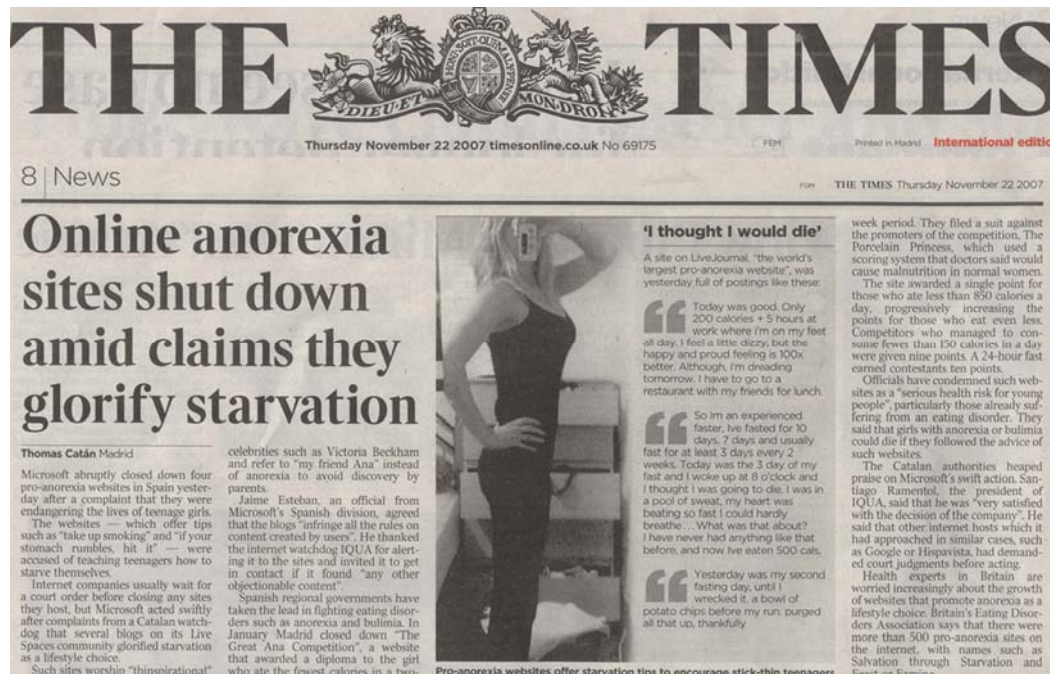 THE TIMES
DIEU·ET MON·DROIT
Thursday November 22 2007 timesonline.co.uk No 69175
FEM
Printed in Madrid
International editio
8 | News
FGM
THE TIMES Thursday November 22 2007
Online anorexia
sites shut down
amid claims they
glorify starvation
Thomas Catán Madrid
Microsoft abruptly closed down four
pro-anorexia websites in Spain yester-
day after a complaint that they were
endangering the lives of teenage girls.
The websites — which offer tips
such as "take up smoking" and "if your
stomach rumbles, hit it" — were
accused of teaching teenagers how to
starve themselves.
Internet companies usually wait for
a court order before closing any sites
they host, but Microsoft acted swiftly
after complaints from a Catalan watch-
dog that several blogs on its Live
Spaces community glorified starvation
as a lifestyle choice.
Such sites worship "thinspirational"
celebrities such as Victoria Beckham
and refer to "my friend Ana" instead
of anorexia to avoid discovery by
parents.
Jaime Esteban, an official from
Microsoft's Spanish division, agreed
that the blogs "infringe all the rules on
content created by users". He thanked
the internet watchdog IQUA for alert-
ing it to the sites and invited it to get
in contact if it found "any other
objectionable content".
Spanish regional governments have
taken the lead in fighting eating disor-
ders such as anorexia and bulimia. In
January Madrid closed down "The
Great Ana Competition", a website
that awarded a diploma to the girl
who ate the fewest calories in a two-
Pro-anorexia websites offer starvation tips to encourage stick-thin teenagers
'I thought I would die'
A site on LiveJournal, "the world's
largest pro-anorexia website", was
yesterday full of postings like these:
Today was good. Only
200 calories + 5 hours at
work where i'm on my feet
all day. I feel a little dizzy, but the
happy and proud feeling is 100x
better. Although, i'm dreading
tomorrow. I have to go to a
restaurant with my friends for lunch.
So im an experienced
faster, Ive fasted for 10
days, 7 days and usually
fast for at least 3 days every 2
weeks. Today was the 3 day of my
fast and I woke up at 8 o'clock and
I thought I was going to die. I was in
a pool of sweat, my heart was
beating so fast I could hardly
breathe... What was that about?
I have never had anything like that
before, and now Ive eaten 500 cals.
Yesterday was my second
fasting day, until I
wrecked it. a bowl of
potato chips before my run. purged
all that up, thankfully
week period. They filed a suit against
the promoters of the competition, The
Porcelain Princess, which used a
scoring system that doctors said would
cause malnutrition in normal women.
The site awarded a single point for
those who ate less than 850 calories a
day, progressively increasing the
points for those who eat even less.
Competitors who managed to con-
sume fewer than 150 calories in a day
were given nine points. A 24-hour fast
earned contestants ten points.
Officials have condemned such web-
sites as a "serious health risk for young
people", particularly those already suf-
fering from an eating disorder. They
said that girls with anorexia or bulimia
could die if they followed the advice of
such websites.
The Catalan authorities heaped
praise on Microsoft's swift action. San-
tiago Ramentol, the president of
IQUA, said that he was "very satisfied
with the decision of the company". He
said that other internet hosts which it
had approached in similar cases, such
as Google or Hispavista, had demand-
ed court judgments before acting.
Health experts in Britain are
worried increasingly about the growth
of websites that promote anorexia as a
lifestyle choice. Britain's Eating Disor-
ders Association says that there were
more than 500 pro-anorexia sites on
the internet, with names such as
Salvation through Starvation and
Feast or Famine